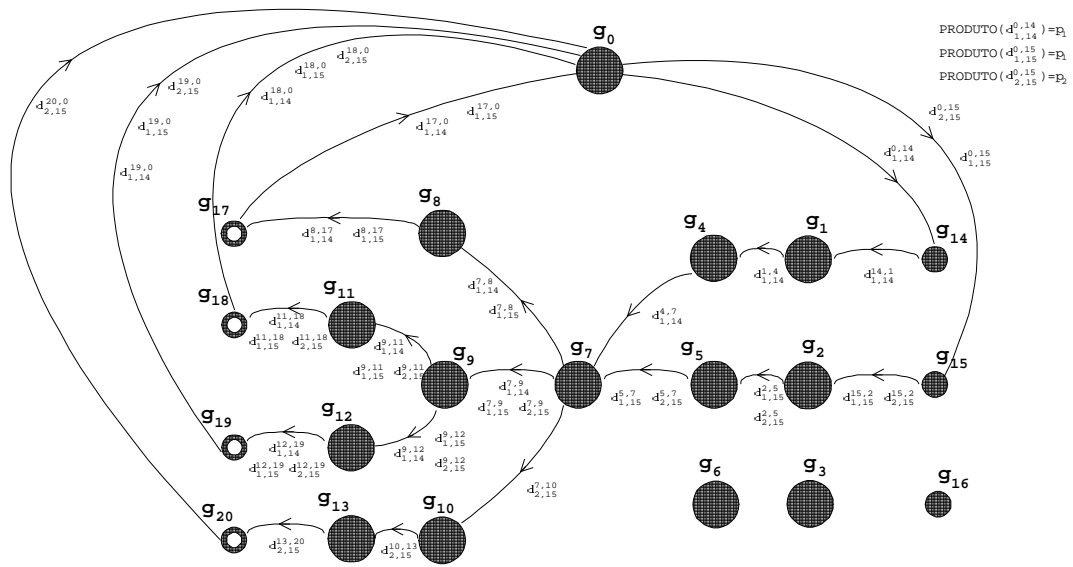 g_0
PRODUTO(d^{0,14}_{1,14})=p_1
PRODUTO(d^{0,15}_{1,15})=p_1
PRODUTO(d^{0,15}_{2,15})=p_2
d^{18,0}_{2,15}
d^{18,0}_{1,15}
d^{18,0}_{1,14}
d^{19,0}_{2,15}
d^{19,0}_{1,15}
d^{19,0}_{1,14}
d^{20,0}_{2,15}
d^{17,0}_{1,15}
d^{17,0}_{1,14}
d^{0,15}_{2,15}
d^{0,15}_{1,15}
d^{0,14}_{1,14}
g_17
g_8
g_4
g_1
g_14
d^{8,17}_{1,14} d^{8,17}_{1,15}
d^{7,8}_{1,14}
d^{7,8}_{1,15}
d^{1,4}_{1,14}
d^{14,1}_{1,14}
d^{4,7}_{1,14}
g_18
g_11
d^{11,18}_{1,14}
d^{11,18}_{1,15} d^{11,18}_{2,15}
d^{9,11}_{1,14}
d^{9,11}_{1,15} d^{9,11}_{2,15}
g_9
g_7
g_5
g_2
g_15
d^{7,9}_{1,14}
d^{7,9}_{1,15} d^{7,9}_{2,15}
d^{5,7}_{1,15} d^{5,7}_{2,15}
d^{2,5}_{1,15}
d^{2,5}_{2,15}
d^{15,2}_{1,15} d^{15,2}_{2,15}
g_19
g_12
d^{12,19}_{1,14}
d^{12,19}_{1,15} d^{12,19}_{2,15}
d^{9,12}_{1,15}
d^{9,12}_{1,14}
d^{9,12}_{2,15}
d^{7,10}_{2,15}
g_6
g_3
g_16
g_20
g_13
g_10
d^{13,20}_{2,15}
d^{10,13}_{2,15}